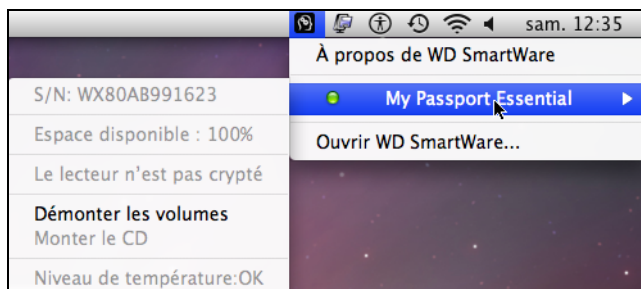 sam. 12:35
À propos de WD SmartWare
My Passport Essential
Ouvrir WD SmartWare...
S/N: WX80AB991623
Espace disponible : 100%
Le lecteur n'est pas crypté
Démonter les volumes
Monter le CD
Niveau de température:OK